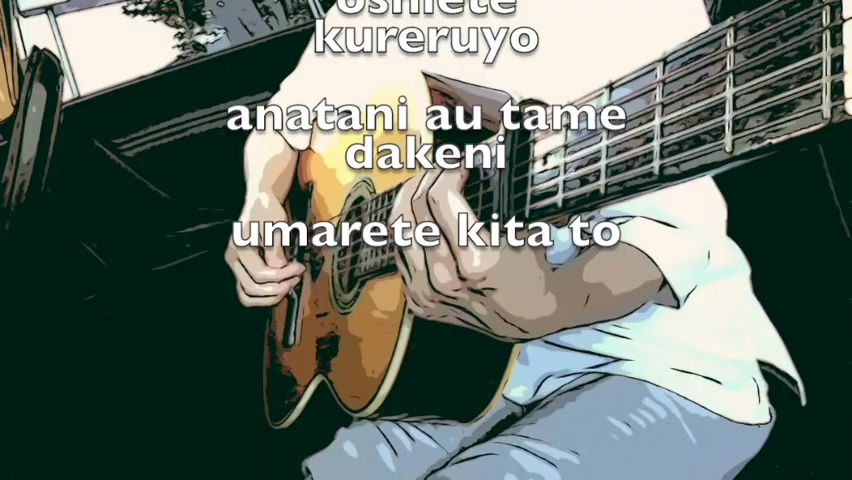 oshiete
kureruyo
anatani au tame
dakeni
umarete kita to